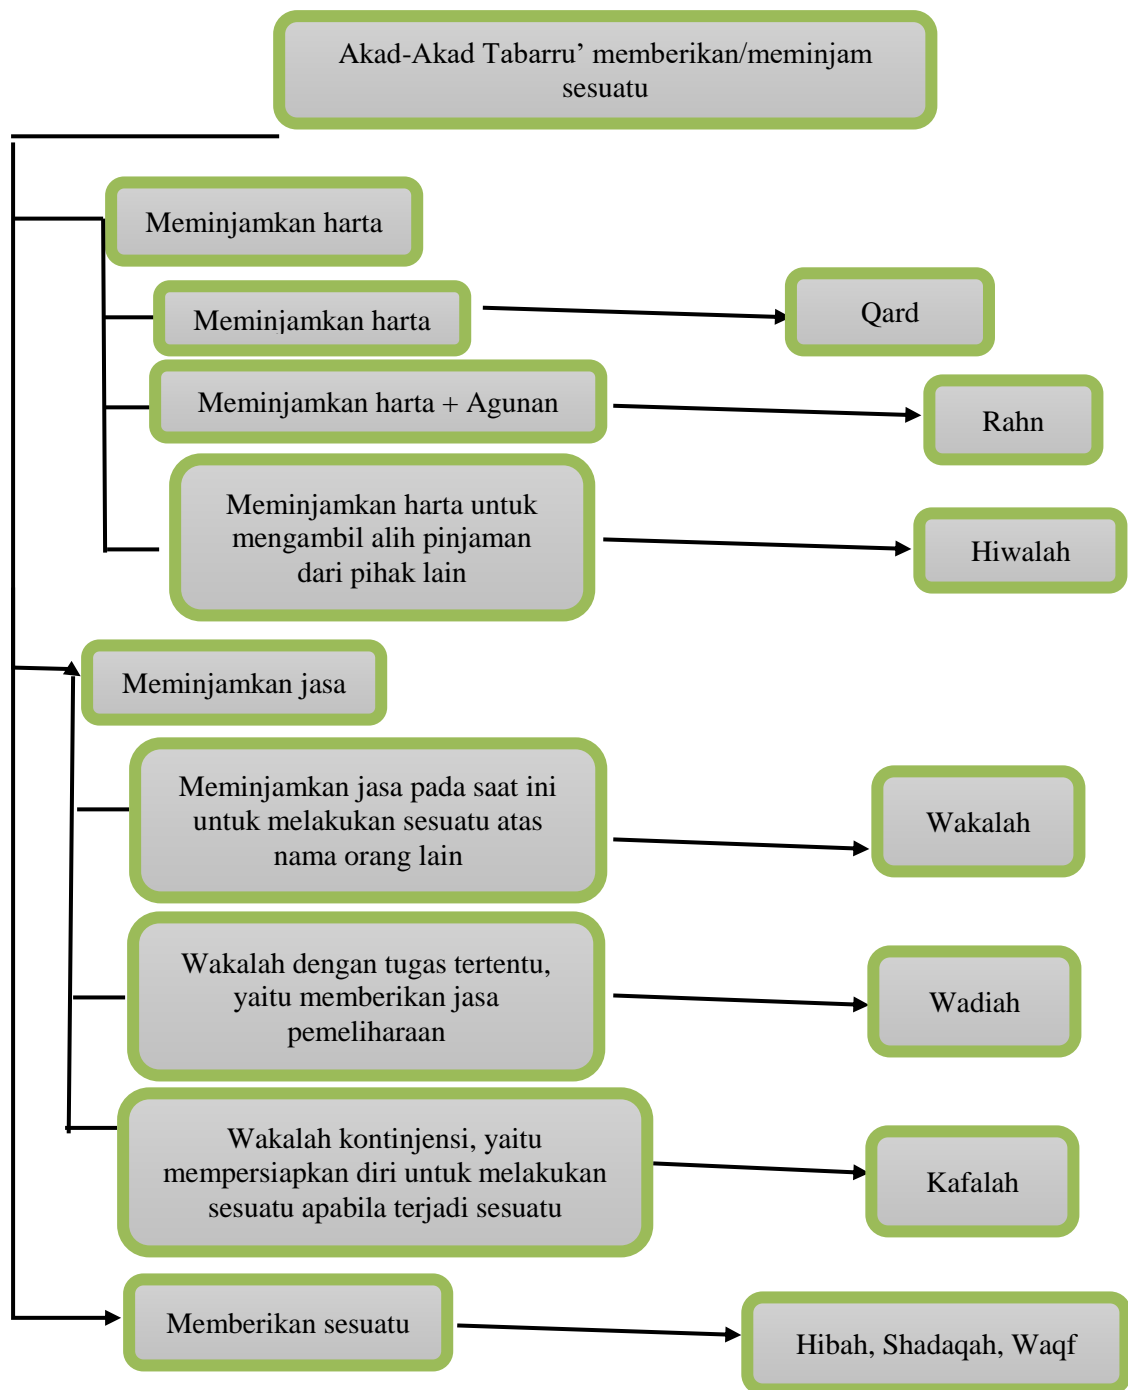 Akad-Akad Tabarru’ memberikan/meminjam
sesuatu
Meminjamkan harta
Meminjamkan harta
Qard
Meminjamkan harta + Agunan
Rahn
Meminjamkan harta untuk
mengambil alih pinjaman
dari pihak lain
Hiwalah
Meminjamkan jasa
Meminjamkan jasa pada saat ini
untuk melakukan sesuatu atas
nama orang lain
Wakalah
Wakalah dengan tugas tertentu,
yaitu memberikan jasa
pemeliharaan
Wadiah
Wakalah kontinjensi, yaitu
mempersiapkan diri untuk melakukan
sesuatu apabila terjadi sesuatu
Kafalah
Memberikan sesuatu
Hibah, Shadaqah, Waqf